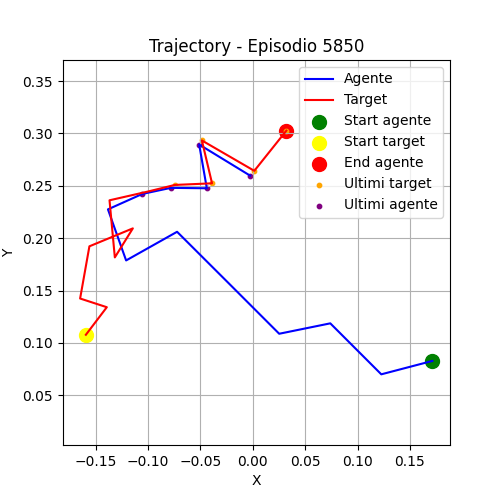 Trajectory - Episodio 5850
Agente
Target
Start agente
Start target
End agente
Ultimi target
Ultimi agente
0.35
0.30
0.25
0.20
0.15
0.10
0.05
Y
−0.15
−0.10
−0.05
0.00
0.05
0.10
0.15
X